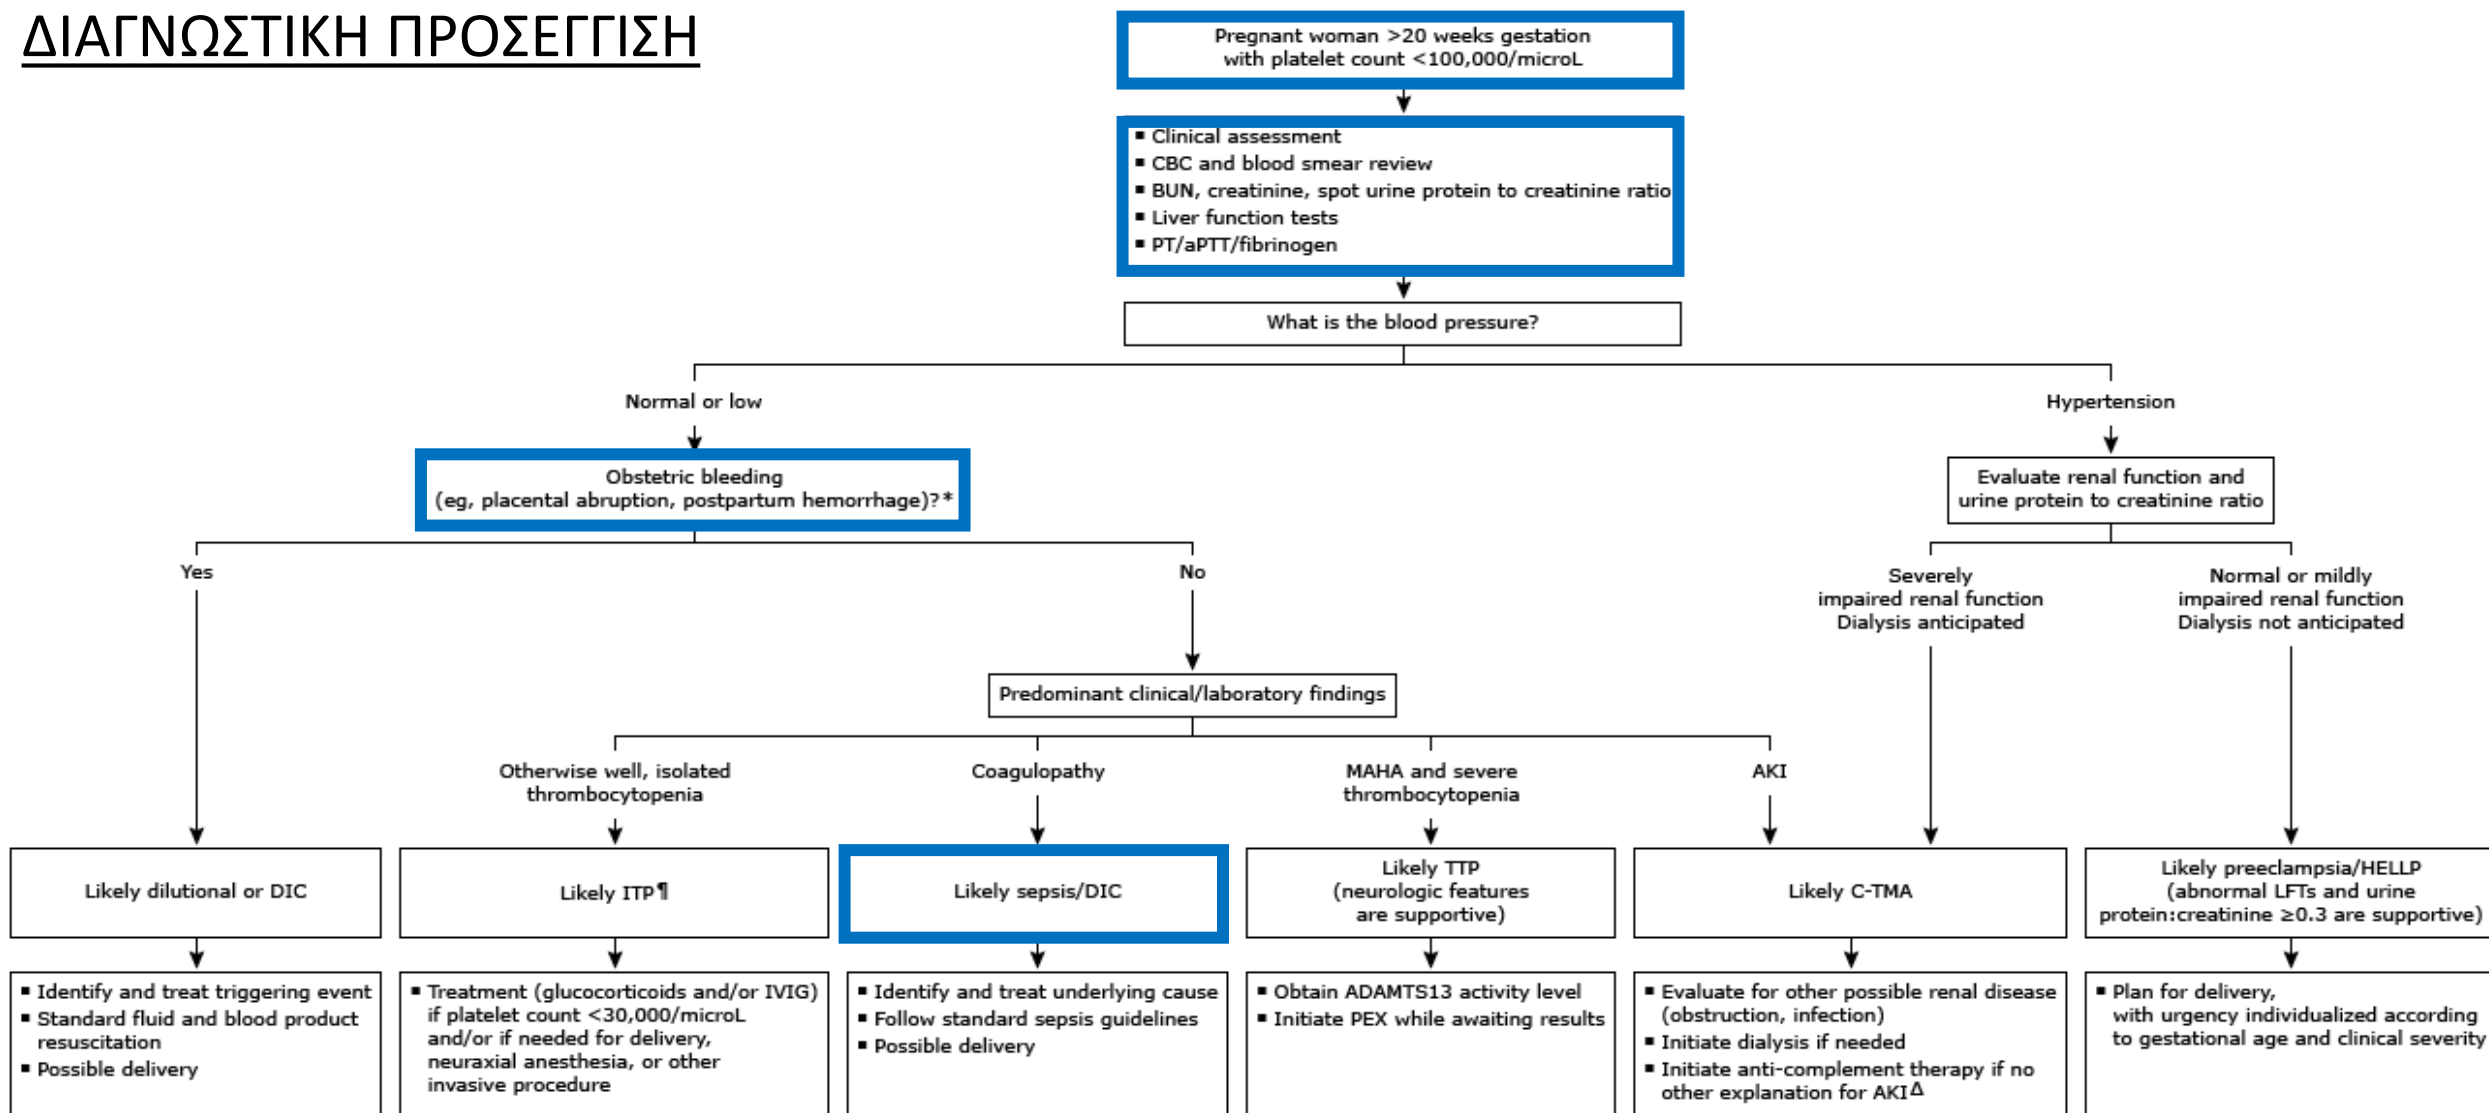 ΔΙΑΓΝΩΣΤΙΚΗ ΠΡΟΣΕΓΓΙΣΗ
Pregnant woman >20 weeks gestation
with platelet count <100,000/microL
▪ Clinical assessment
▪ CBC and blood smear review
▪ BUN, creatinine, spot urine protein to creatinine ratio
▪ Liver function tests
▪ PT/aPTT/fibrinogen
What is the blood pressure?
Normal or low
Hypertension
Obstetric bleeding
(eg, placental abruption, postpartum hemorrhage)?*
Evaluate renal function and
urine protein to creatinine ratio
Yes
No
Severely
impaired renal function
Dialysis anticipated
Normal or mildly
impaired renal function
Dialysis not anticipated
Predominant clinical/laboratory findings
Otherwise well, isolated
thrombocytopenia
Coagulopathy
MAHA and severe
thrombocytopenia
AKI
Likely dilutional or DIC
Likely ITP¶
Likely sepsis/DIC
Likely TTP
(neurologic features
are supportive)
Likely C-TMA
Likely preeclampsia/HELLP
(abnormal LFTs and urine
protein:creatinine ≥0.3 are supportive)
▪ Identify and treat triggering event
▪ Standard fluid and blood product
resuscitation
▪ Possible delivery
▪ Treatment (glucocorticoids and/or IVIG)
if platelet count <30,000/microL
and/or if needed for delivery,
neuraxial anesthesia, or other
invasive procedure
▪ Identify and treat underlying cause
▪ Follow standard sepsis guidelines
▪ Possible delivery
▪ Obtain ADAMTS13 activity level
▪ Initiate PEX while awaiting results
▪ Evaluate for other possible renal disease
(obstruction, infection)
▪ Initiate dialysis if needed
▪ Initiate anti-complement therapy if no
other explanation for AKIΔ
▪ Plan for delivery,
with urgency individualized according
to gestational age and clinical severity